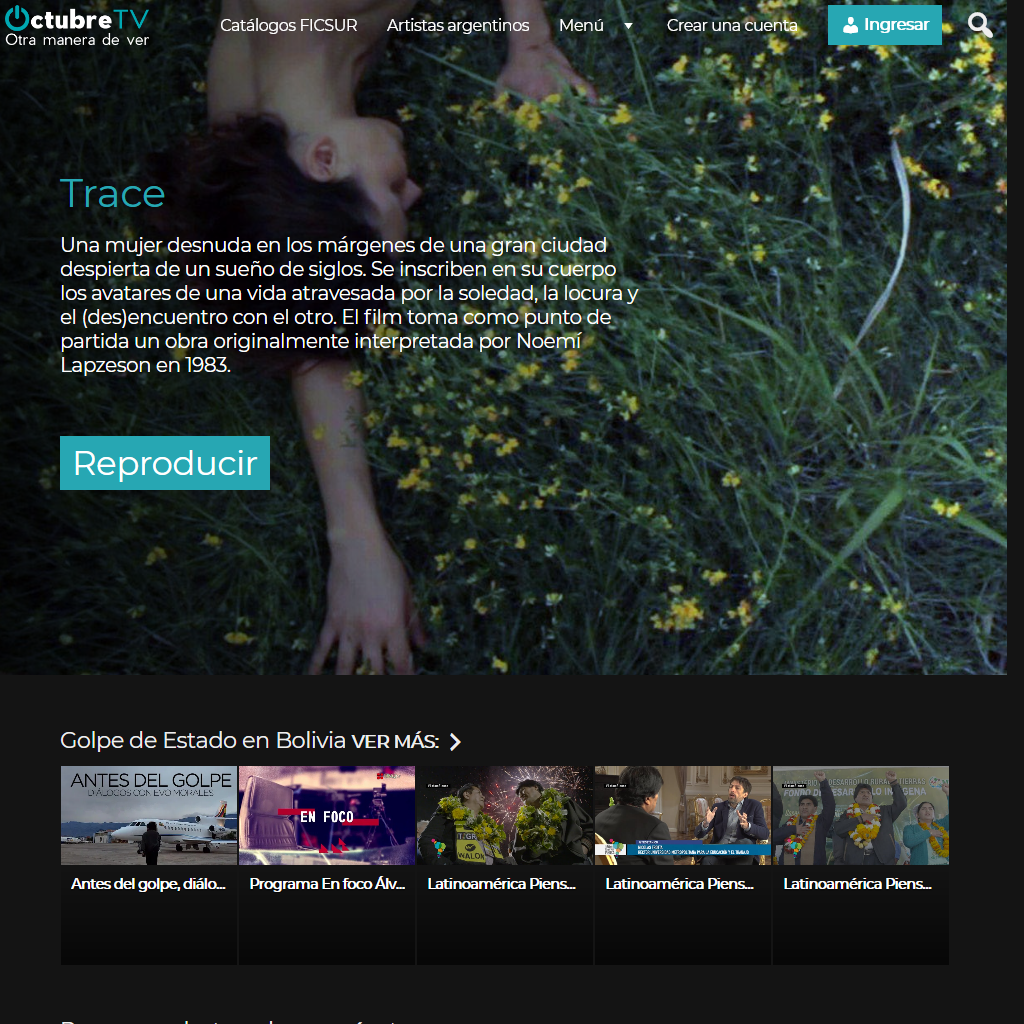 OctubreTV
Otra manera de ver
Catálogos FICSUR
Artistas argentinos
Menú
Crear una cuenta
Ingresar
Trace
Una mujer desnuda en los márgenes de una gran ciudad
despierta de un sueño de siglos. Se inscriben en su cuerpo
los avatares de una vida atravesada por la soledad, la locura y
el (des)encuentro con el otro. El film toma como punto de
partida un obra originalmente interpretada por Noemí
Lapzeson en 1983.
Reproducir
Golpe de Estado en Bolivia VER MÁS:
ANTES DEL GOLPE
DIÁLOGOS CON EVO MORALES
EN FOCO
Antes del golpe, diálo...
Programa En foco Álv...
Latinoamérica Piens...
Latinoamérica Piens...
Latinoamérica Piens...